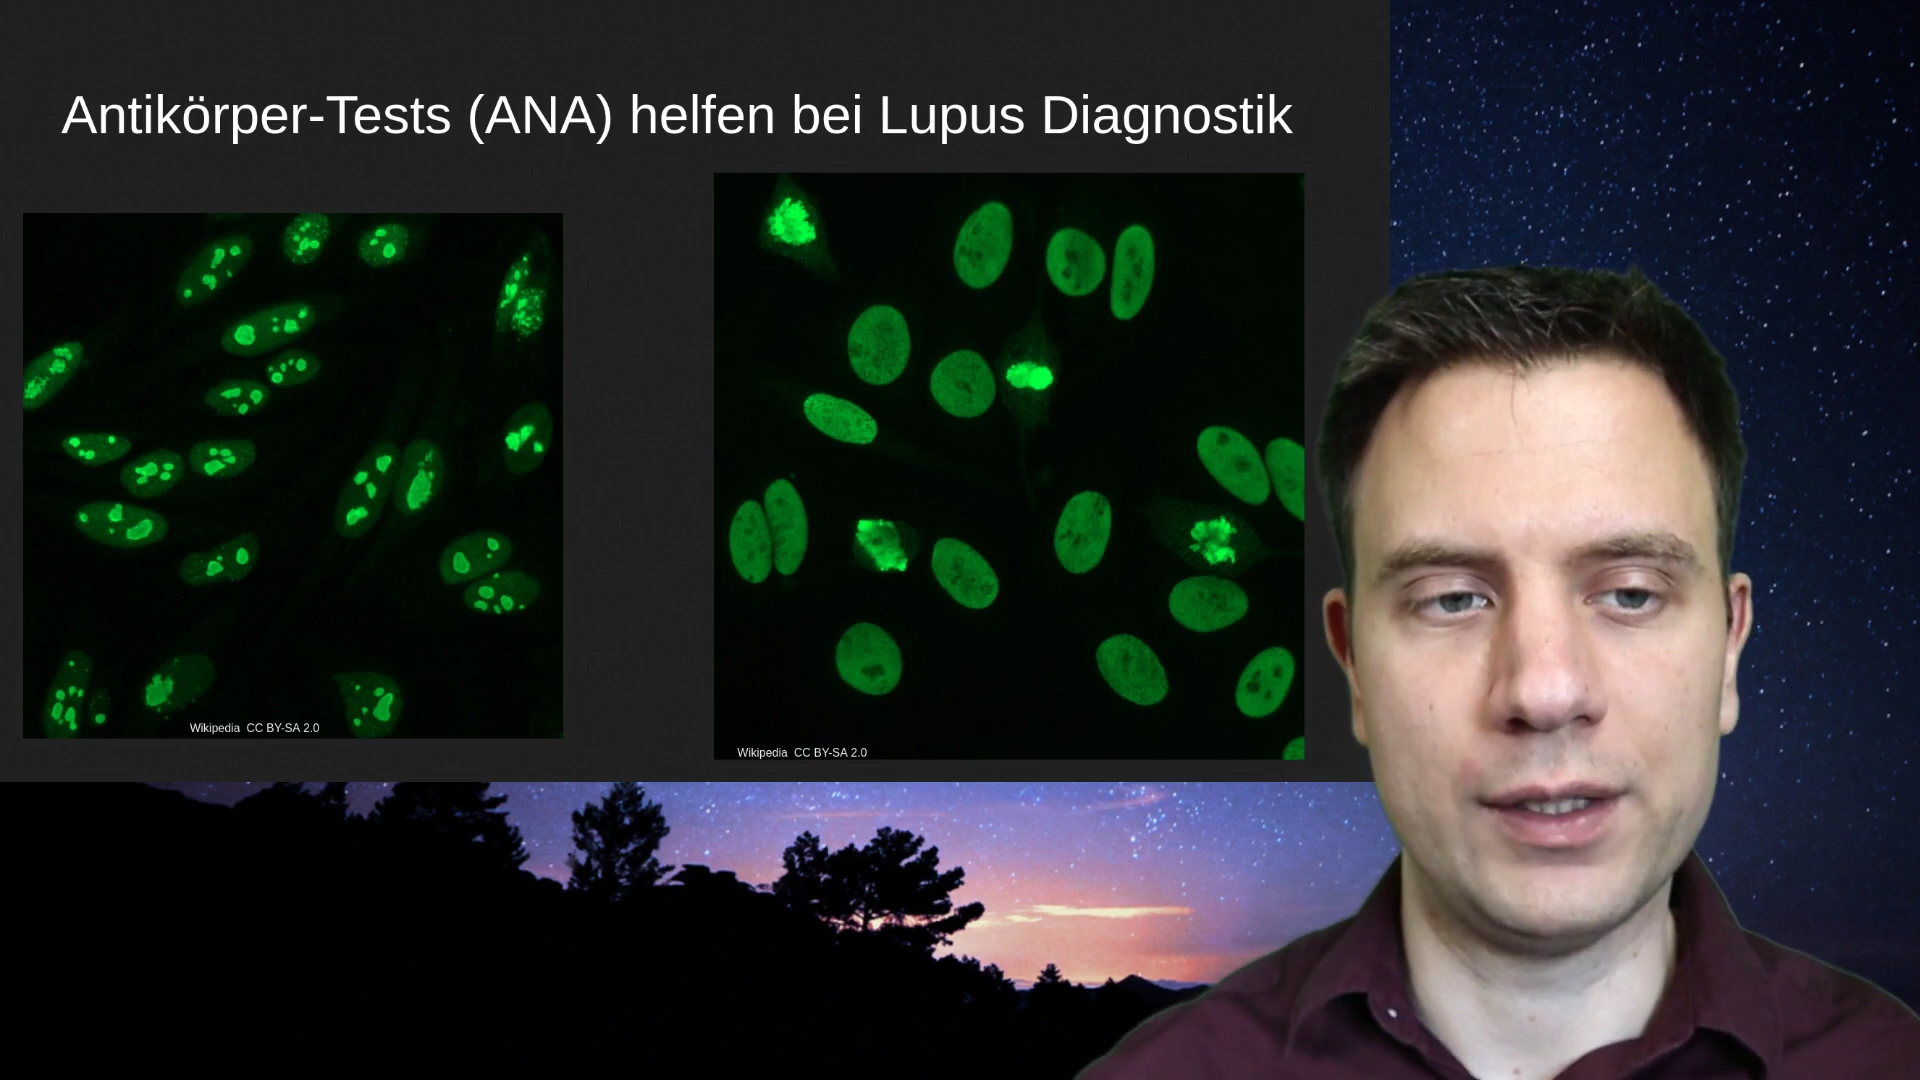 Antikörper-Tests (ANA) helfen bei Lupus Diagnostik
Wikipedia CC BY-SA 2.0
Wikipedia CC BY-SA 2.0